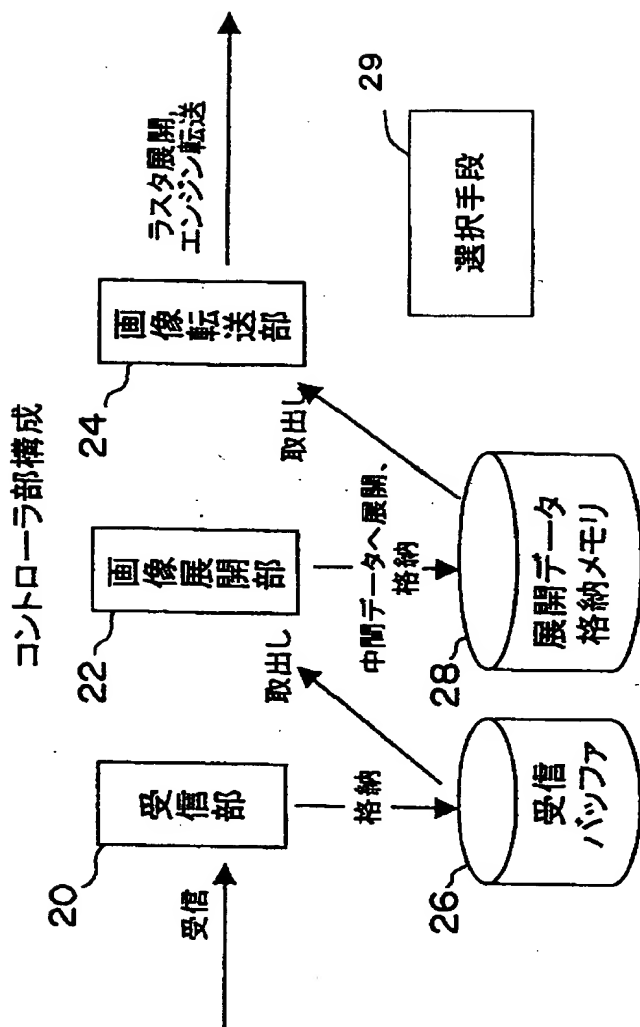 コントローラ部構成
20
22
24
受信
受信部
画像展開部
画像転送部
ラスタ展開,
エンジン転送
格納
取出し
中間データへ展開、
格納
取出し
26
28
29
受信
バッファ
展開データ
格納メモリ
選択手段